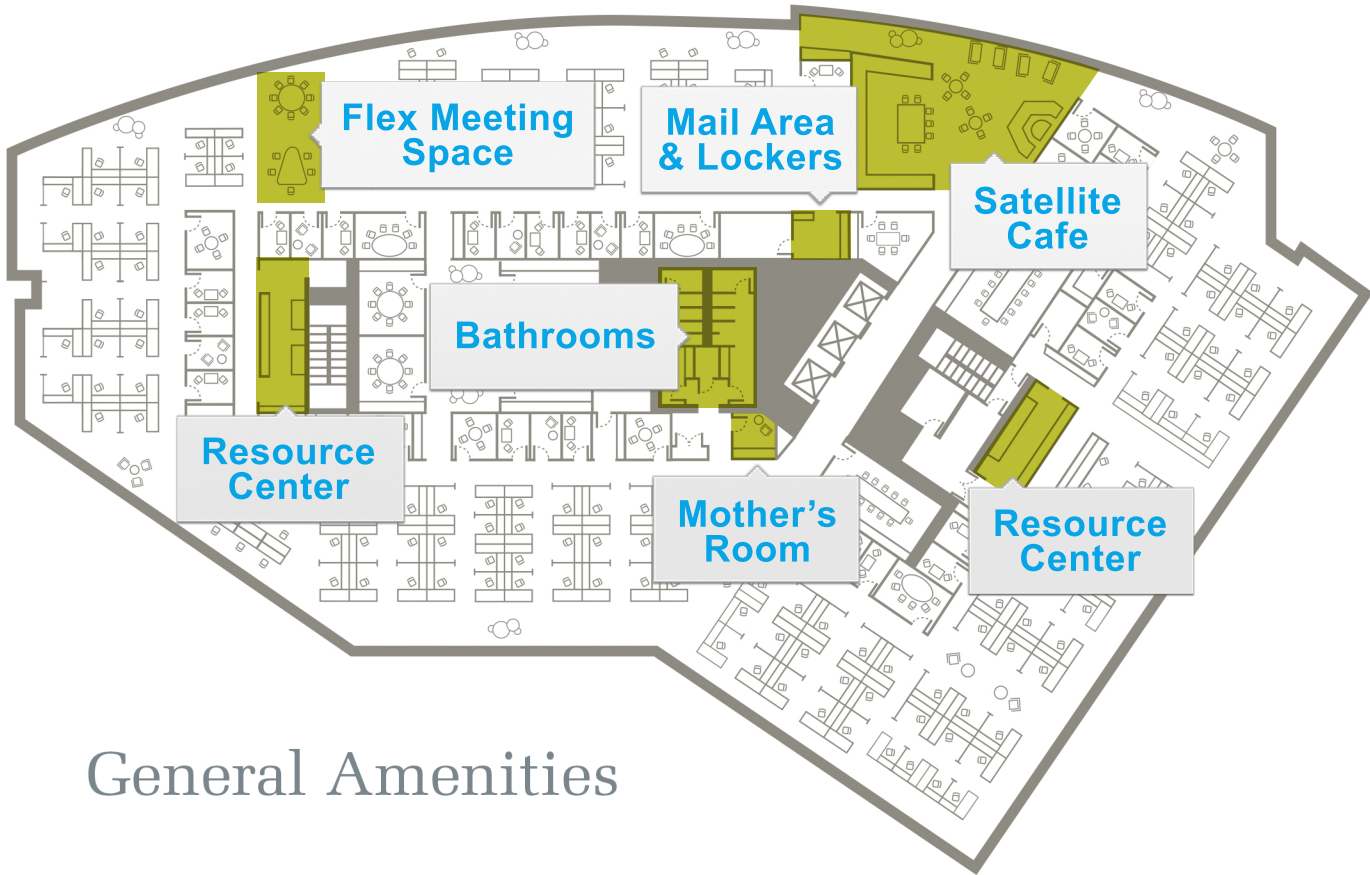 Flex Meeting
Space
Mail Area
& Lockers
Satellite
Cafe
Bathrooms
Resource
Center
Mother’s
Room
Resource
Center
General Amenities